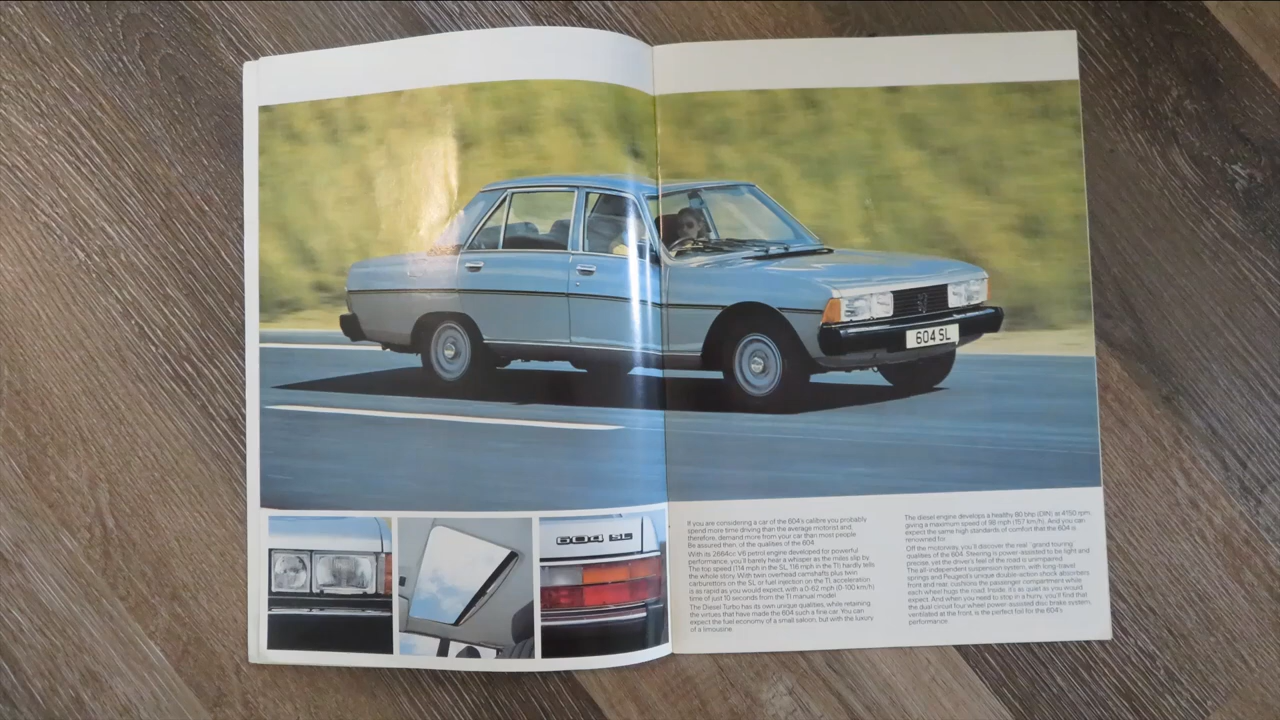 604 SL
604 SL
If you are considering a car of the 604's calibre you probably
spend more time driving than the average motorist and,
therefore, demand more from your car than most people.
Be assured then, of the qualities of the 604.
With its 2664cc V6 petrol engine developed for powerful
performance, you'll barely hear a whisper as the miles slip by.
The top speed (114 mph in the SL, 116 mph in the TI) hardly tells
the whole story. With twin overhead camshafts plus twin
carburettors on the SL or fuel injection on the TI, acceleration
is as rapid as you would expect, with a 0-62 mph (0-100 km/h)
time of just 10 seconds from the TI manual model.
The Diesel Turbo has its own unique qualities, while retaining
the virtues that have made the 604 such a fine car. You can
expect the fuel economy of a small saloon, but with the luxury
of a limousine.
The diesel engine develops a healthy 80 bhp (DIN) at 4150 rpm,
giving a maximum speed of 98 mph (157 km/h). And you can
expect the same high standards of comfort that the 604 is
renowned for.
Off the motorway, you'll discover the real 'grand touring'
qualities of the 604. Steering is power-assisted to be light and
precise, yet the driver's feel of the road is unimpaired.
The all-independent suspension system, with long-travel
springs and Peugeot's unique double-action shock absorbers
front and rear, cushions the passenger compartment while
each wheel hugs the road. Inside, it's as quiet as you would
expect. And when you need to stop in a hurry, you'll find that
the dual circuit four wheel power-assisted disc brake system,
ventilated at the front, is the perfect foil for the 604's
performance.